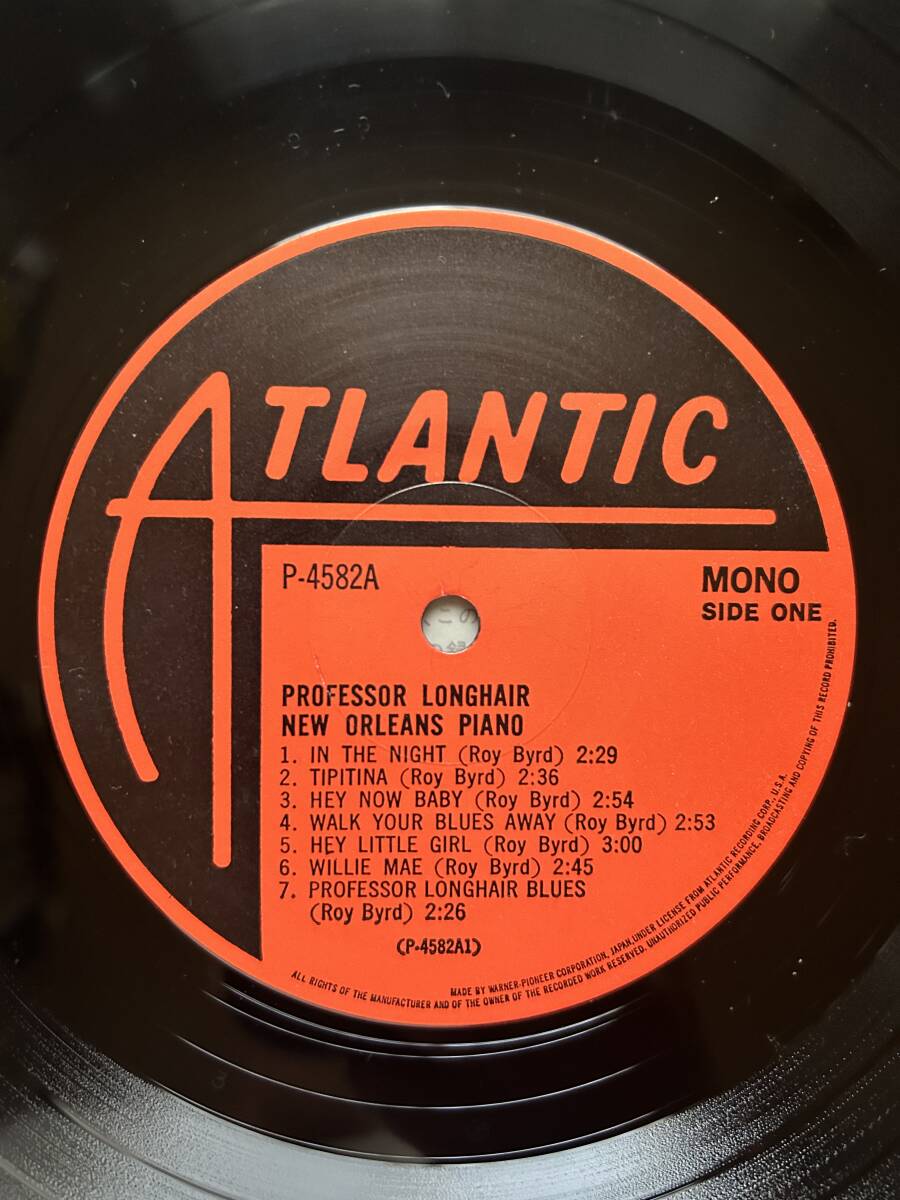 ATLANTIC
P-4582A
MONO
SIDE ONE
PROFESSOR LONGHAIR
NEW ORLEANS PIANO
1. IN THE NIGHT (Roy Byrd) 2:29
2. TIPITINA (Roy Byrd) 2:36
3. HEY NOW BABY (Roy Byrd) 2:54
4. WALK YOUR BLUES AWAY (Roy Byrd) 2:53
5. HEY LITTLE GIRL (Roy Byrd) 3:00
6. WILLIE MAE (Roy Byrd) 2:45
7. PROFESSOR LONGHAIR BLUES
(Roy Byrd) 2:26
(P-4582A1)
MADE BY WARNER-PIONEER CORPORATION, JAPAN, UNDER LICENSE FROM ATLANTIC RECORDING CORP., U.S.A.
ALL RIGHTS OF THE MANUFACTURER AND OF THE OWNER OF THE RECORDED WORK RESERVED. UNAUTHORIZED PUBLIC PERFORMANCE, BROADCASTING AND COPYING OF THIS RECORD PROHIBITED.